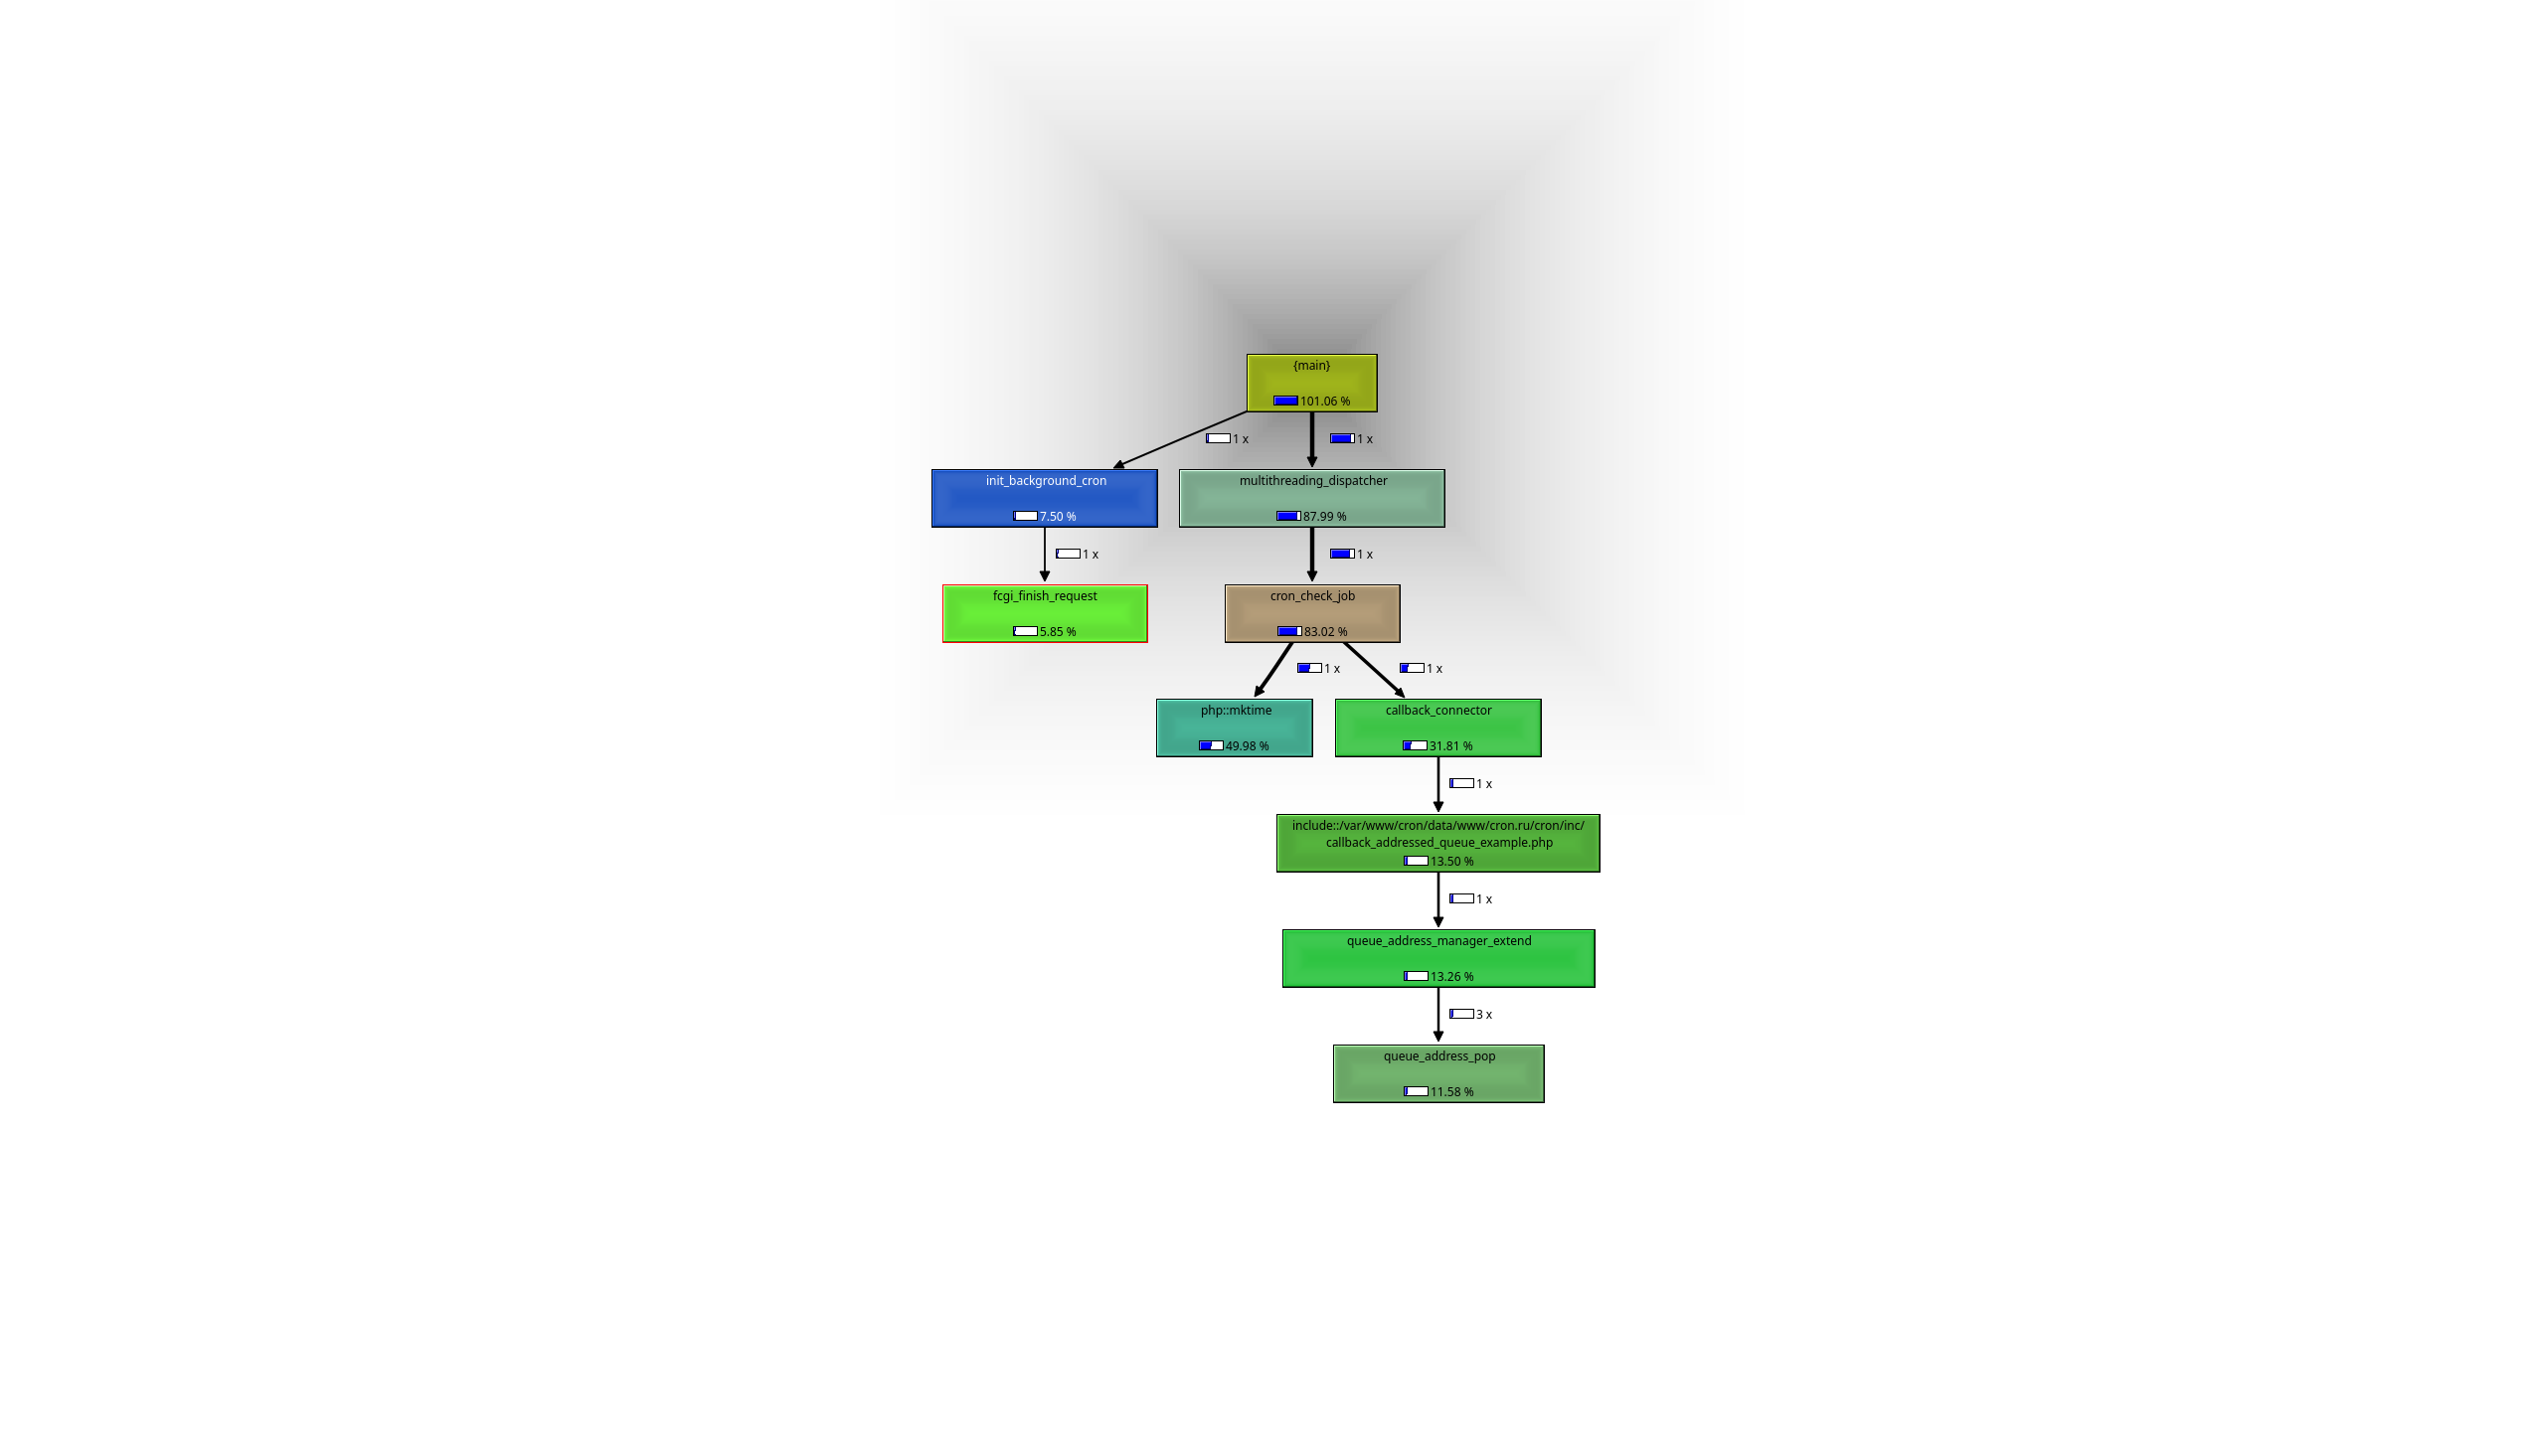 {main}
101.06 %
1 x
1 x
init_background_cron
7.50 %
multithreading_dispatcher
87.99 %
1 x
1 x
fcgi_finish_request
5.85 %
cron_check_job
83.02 %
1 x
1 x
php::mktime
49.98 %
callback_connector
31.81 %
1 x
include::/var/www/cron/data/www/cron.ru/cron/inc/
callback_addressed_queue_example.php
13.50 %
1 x
queue_address_manager_extend
13.26 %
3 x
queue_address_pop
11.58 %